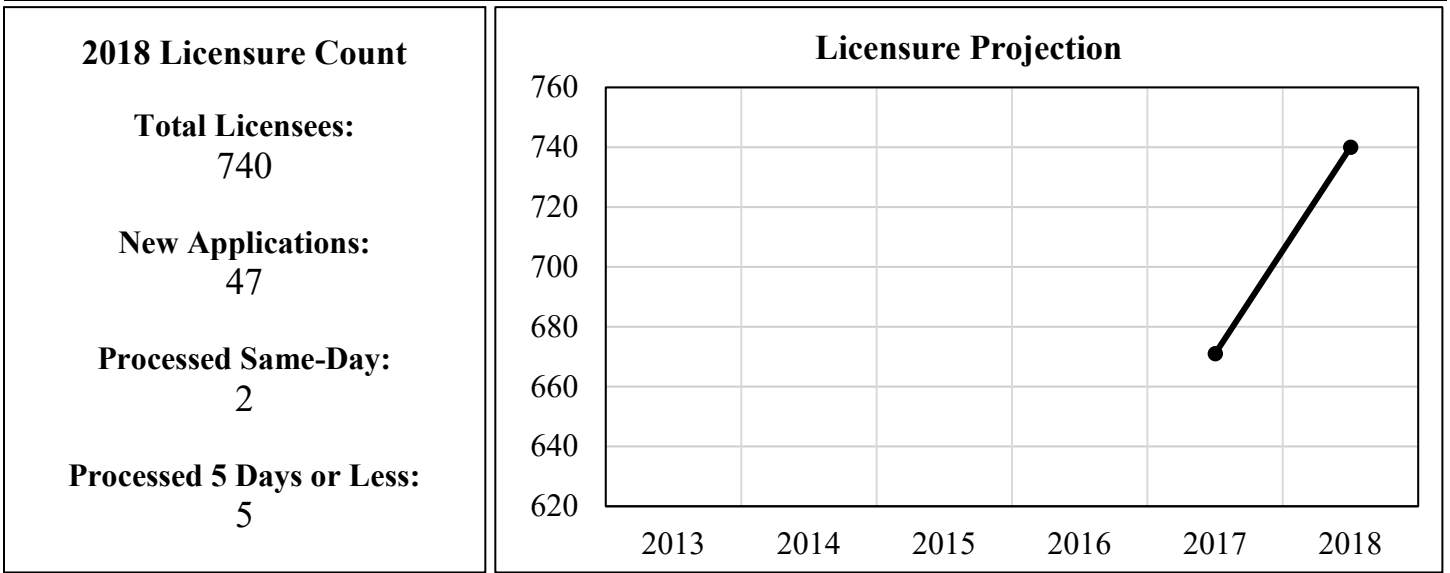 2018 Licensure Count
Total Licensees:
740
New Applications:
47
Processed Same-Day:
2
Processed 5 Days or Less:
5
Licensure Projection
760
740
720
700
680
660
640
620
2013 2014 2015 2016 2017 2018